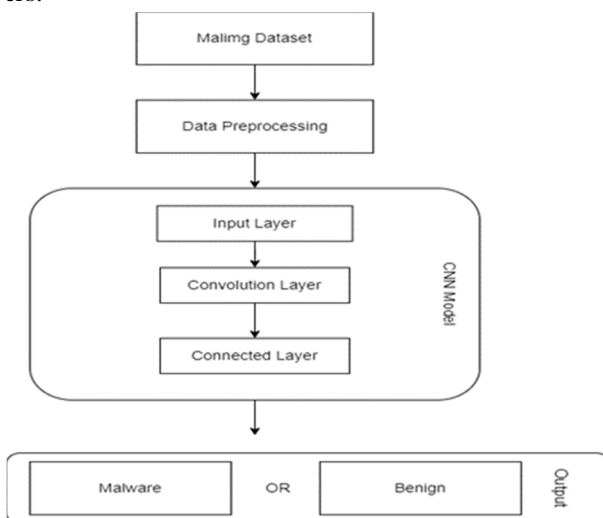 Malimg Dataset
Data Preprocessing
Input Layer
Convolution Layer
Connected Layer
CNN Model
Malware
OR
Benign
Output